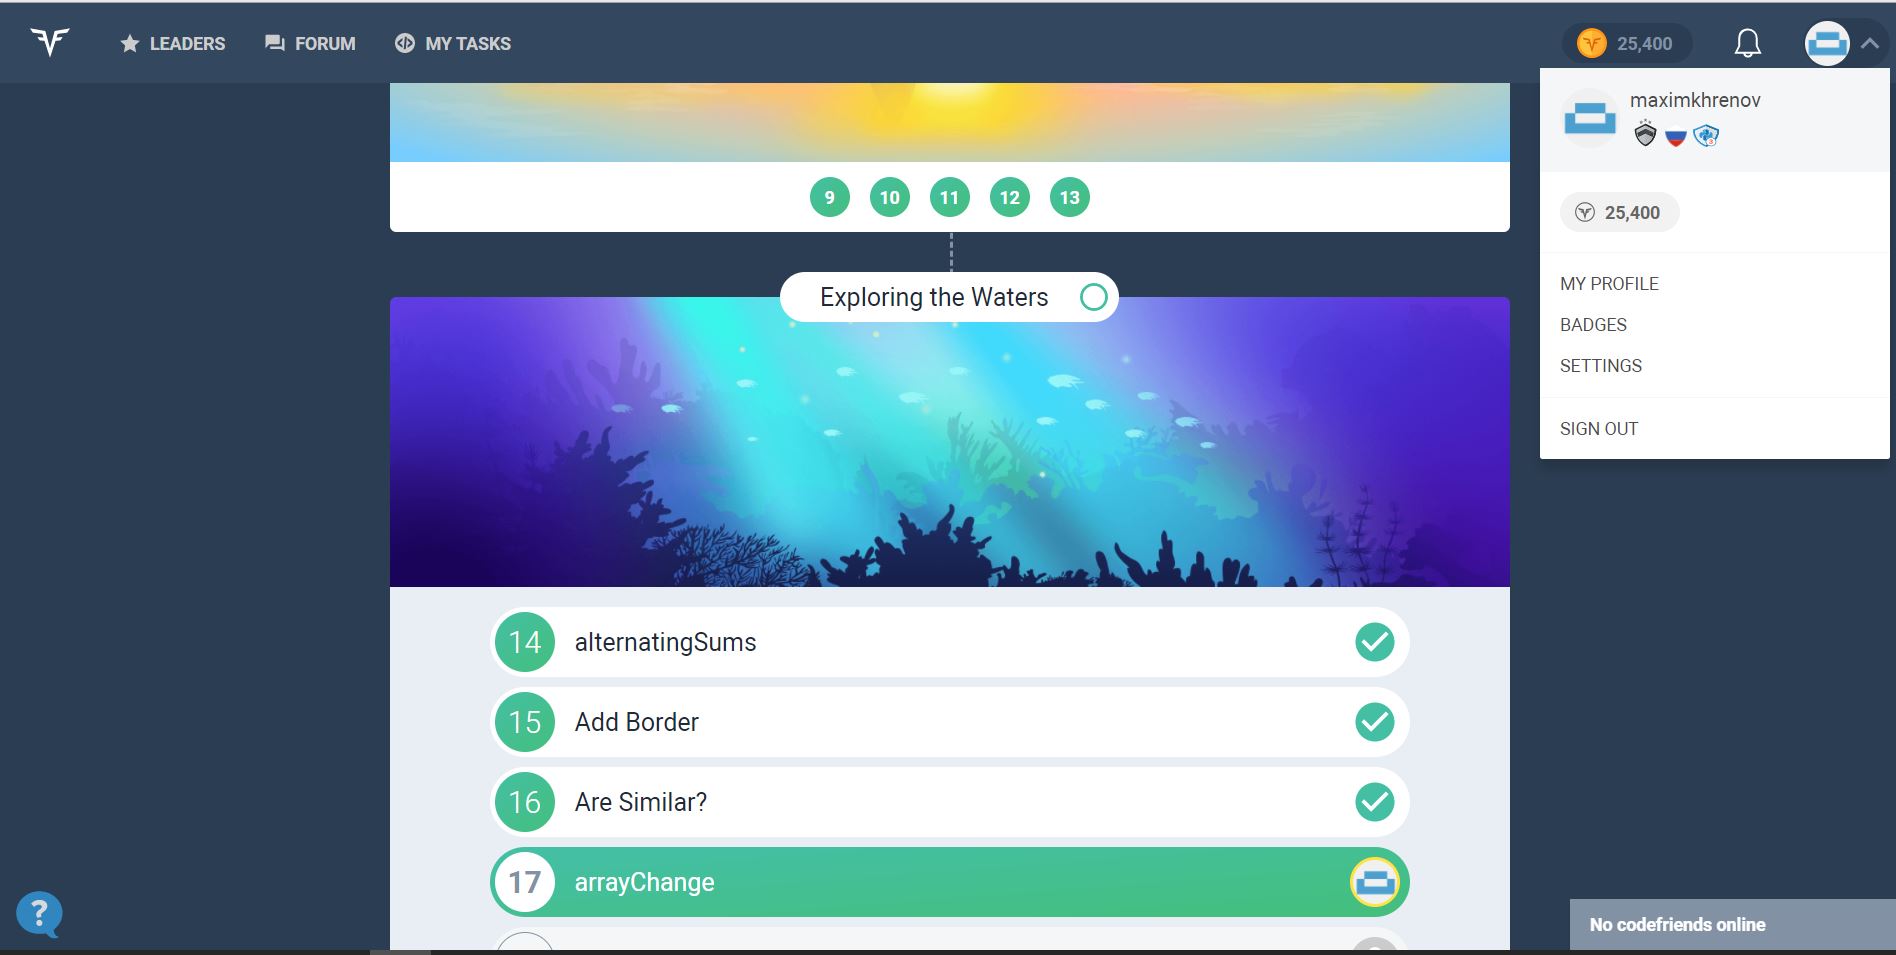 LEADERS FORUM MY TASKS 25,400
maximkhrenov
25,400
MY PROFILE
BADGES
SETTINGS
SIGN OUT
9 10 11 12 13
Exploring the Waters
14 alternatingSums
15 Add Border
16 Are Similar?
17 arrayChange
?
No codefriends online